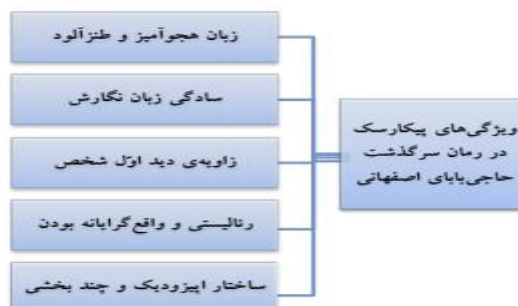 ویژگی‌های پیکارسک
در رمان سرگذشت
حاجی‌بابای اصفهانی
زبان هجوآمیز و طنزآلود
سادگی زبان نگارش
زاویه‌ی دید اوّل شخص
رئالیستی و واقع‌گرایانه بودن
ساختار اپیزودیک و چند بخشی